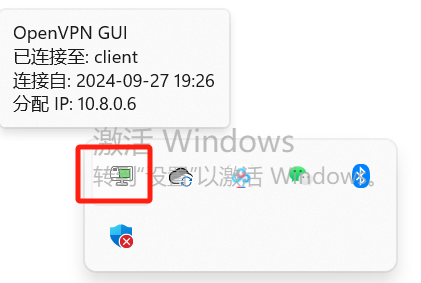 OpenVPN GUI
已连接至: client
连接自: 2024-09-27 19:26
分配 IP: 10.8.0.6
激活 Windows
转到"设置"以激活 Windows。